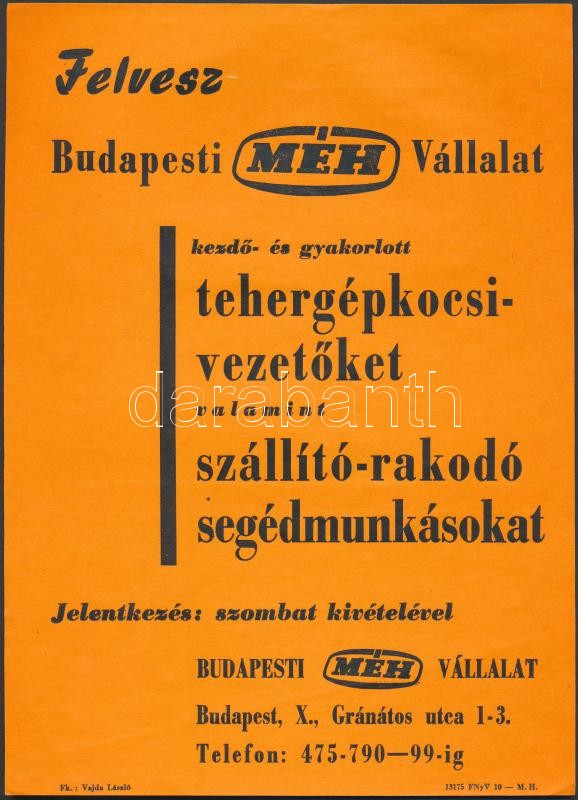 Felvesz
Budapesti MÉH Vállalat
kezdő- és gyakorlott
tehergépkocsi-
vezetőket
valamint
darabanth
szállító-rakodó
segédmunkásokat
Jelentkezés: szombat kivételével
BUDAPESTI MÉH VÁLLALAT
Budapest, X., Gránátos utca 1-3.
Telefon: 475-790—99-ig
Fk.: Vajda László
13175 FNyV 10 — M. H.